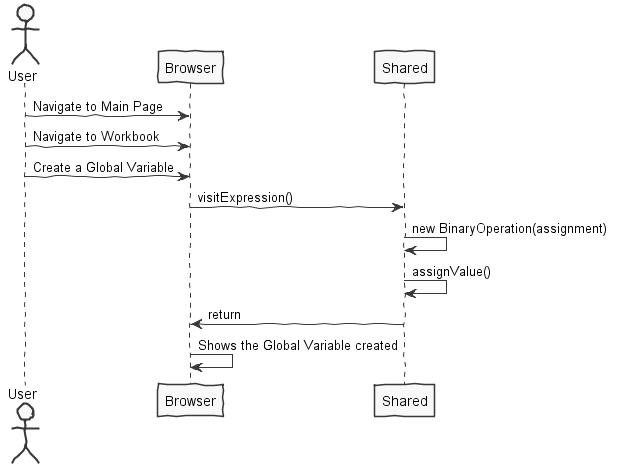 User
Browser
Shared
Navigate to Main Page
Navigate to Workbook
Create a Global Variable
visitExpression()
new BinaryOperation(assignment)
assignValue()
return
Shows the Global Variable created
User
Browser
Shared